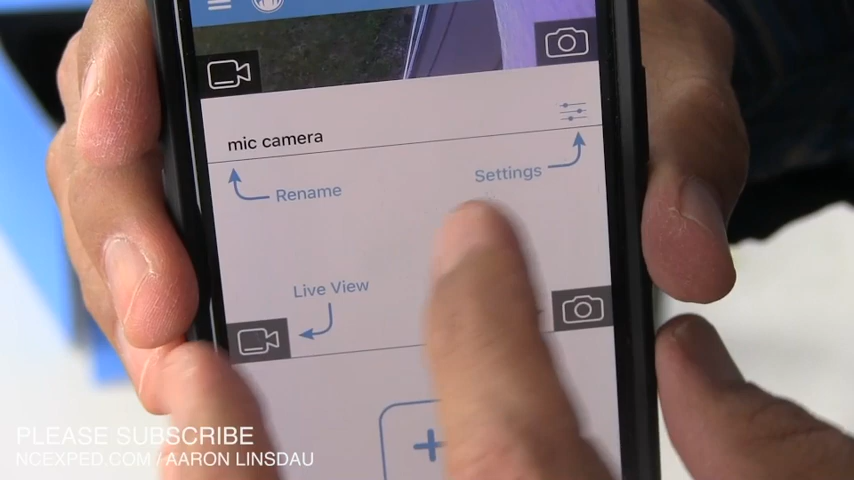 mic camera
Settings
Rename
Live View
PLEASE SUBSCRIBE
NCEXPED.COM / AARON LINSDAU